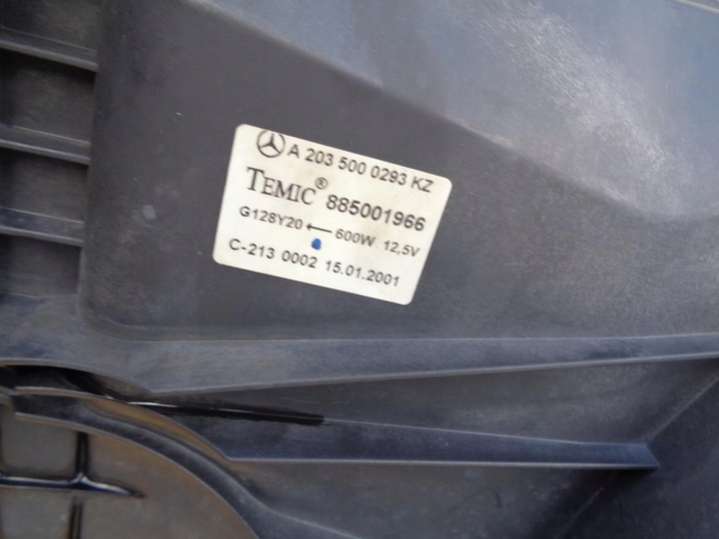 A 203 500 0293 KZ
TEMIC® 885001966
G128Y20 ← 600W 12,5V
C-213 0002 15.01.2001